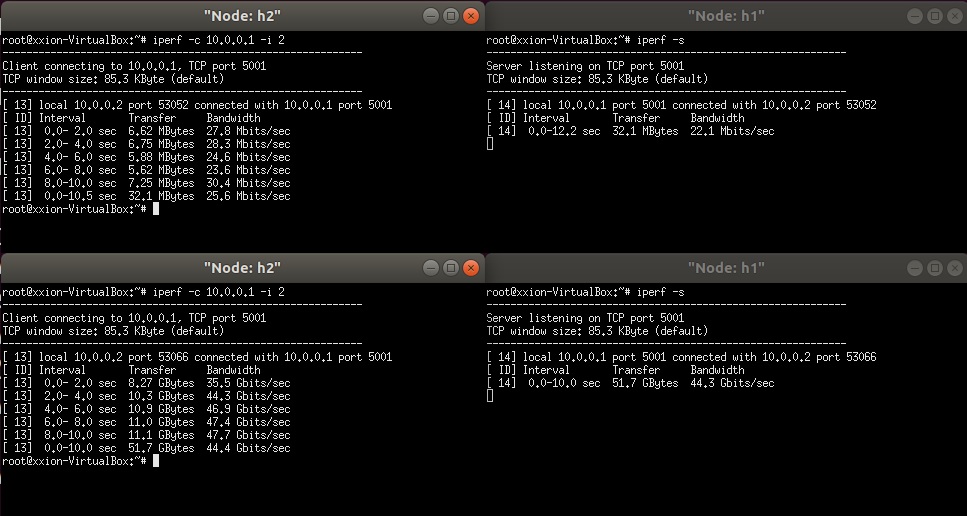 "Node: h2"
root@xxion-VirtualBox:~# iperf -c 10.0.0.1 -i 2
------------------------------------------------------------
Client connecting to 10.0.0.1, TCP port 5001
TCP window size: 85.3 KByte (default)
------------------------------------------------------------
[ 13] local 10.0.0.2 port 53052 connected with 10.0.0.1 port 5001
[ ID] Interval       Transfer     Bandwidth
[ 13]  0.0- 2.0 sec  6.62 MBytes  27.8 Mbits/sec
[ 13]  2.0- 4.0 sec  6.75 MBytes  28.3 Mbits/sec
[ 13]  4.0- 6.0 sec  5.88 MBytes  24.6 Mbits/sec
[ 13]  6.0- 8.0 sec  5.62 MBytes  23.6 Mbits/sec
[ 13]  8.0-10.0 sec  7.25 MBytes  30.4 Mbits/sec
[ 13]  0.0-10.5 sec  32.1 MBytes  25.6 Mbits/sec
root@xxion-VirtualBox:~#
"Node: h1"
root@xxion-VirtualBox:~# iperf -s
------------------------------------------------------------
Server listening on TCP port 5001
TCP window size: 85.3 KByte (default)
------------------------------------------------------------
[ 14] local 10.0.0.1 port 5001 connected with 10.0.0.2 port 53052
[ ID] Interval       Transfer     Bandwidth
[ 14]  0.0-12.2 sec  32.1 MBytes  22.1 Mbits/sec
"Node: h2"
root@xxion-VirtualBox:~# iperf -c 10.0.0.1 -i 2
------------------------------------------------------------
Client connecting to 10.0.0.1, TCP port 5001
TCP window size: 85.3 KByte (default)
------------------------------------------------------------
[ 13] local 10.0.0.2 port 53066 connected with 10.0.0.1 port 5001
[ ID] Interval       Transfer     Bandwidth
[ 13]  0.0- 2.0 sec  8.27 GBytes  35.5 Gbits/sec
[ 13]  2.0- 4.0 sec  10.3 GBytes  44.3 Gbits/sec
[ 13]  4.0- 6.0 sec  10.9 GBytes  46.9 Gbits/sec
[ 13]  6.0- 8.0 sec  11.0 GBytes  47.4 Gbits/sec
[ 13]  8.0-10.0 sec  11.1 GBytes  47.7 Gbits/sec
[ 13]  0.0-10.0 sec  51.7 GBytes  44.4 Gbits/sec
root@xxion-VirtualBox:~#
"Node: h1"
root@xxion-VirtualBox:~# iperf -s
------------------------------------------------------------
Server listening on TCP port 5001
TCP window size: 85.3 KByte (default)
------------------------------------------------------------
[ 14] local 10.0.0.1 port 5001 connected with 10.0.0.2 port 53066
[ ID] Interval       Transfer     Bandwidth
[ 14]  0.0-10.0 sec  51.7 GBytes  44.3 Gbits/sec